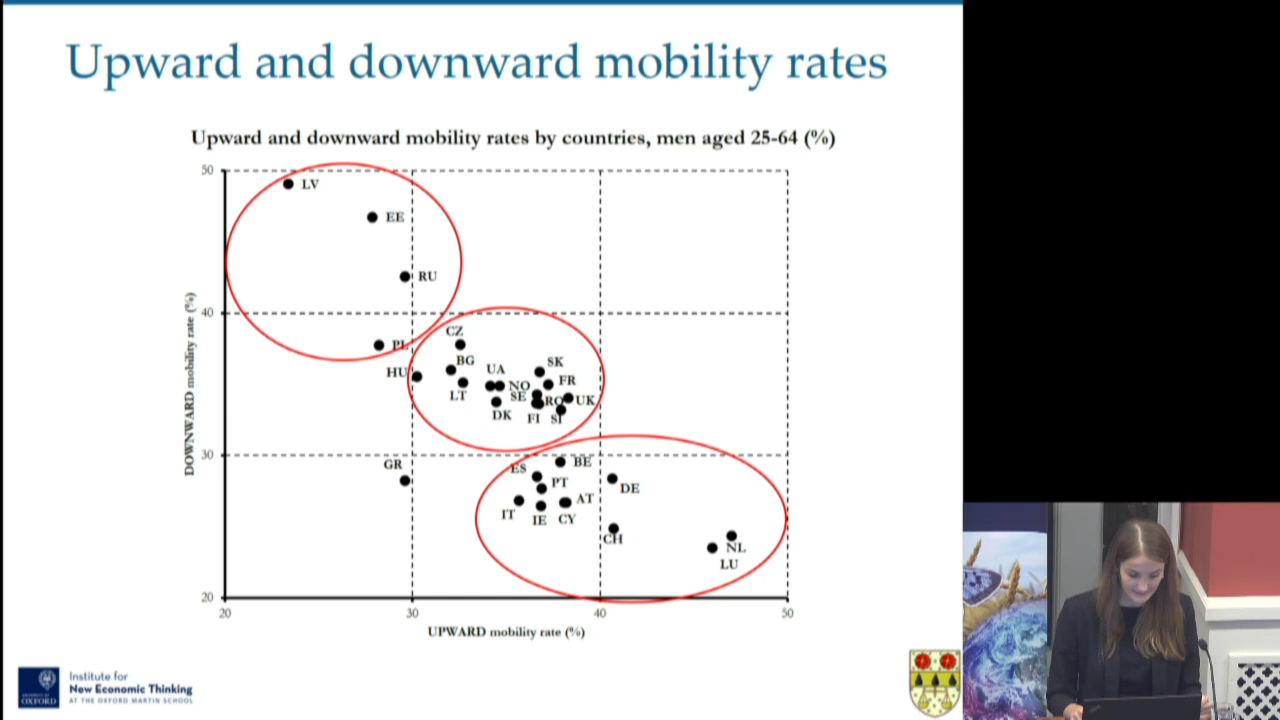 Upward and downward mobility rates
Upward and downward mobility rates by countries, men aged 25-64 (%)
50
LV
EE
RU
DOWNWARD mobility rate (%)
40
CZ
PL
HU
BG
UA
SK
NO
FR
LT
SE
RO
UK
DK
FI
SI
30
GR
ES
BE
PT
DE
AT
IT
IE
CY
CH
NL
LU
20
20
30
40
50
UPWARD mobility rate (%)
UNIVERSITY OF
OXFORD
Institute for
New Economic Thinking
AT THE OXFORD MARTIN SCHOOL